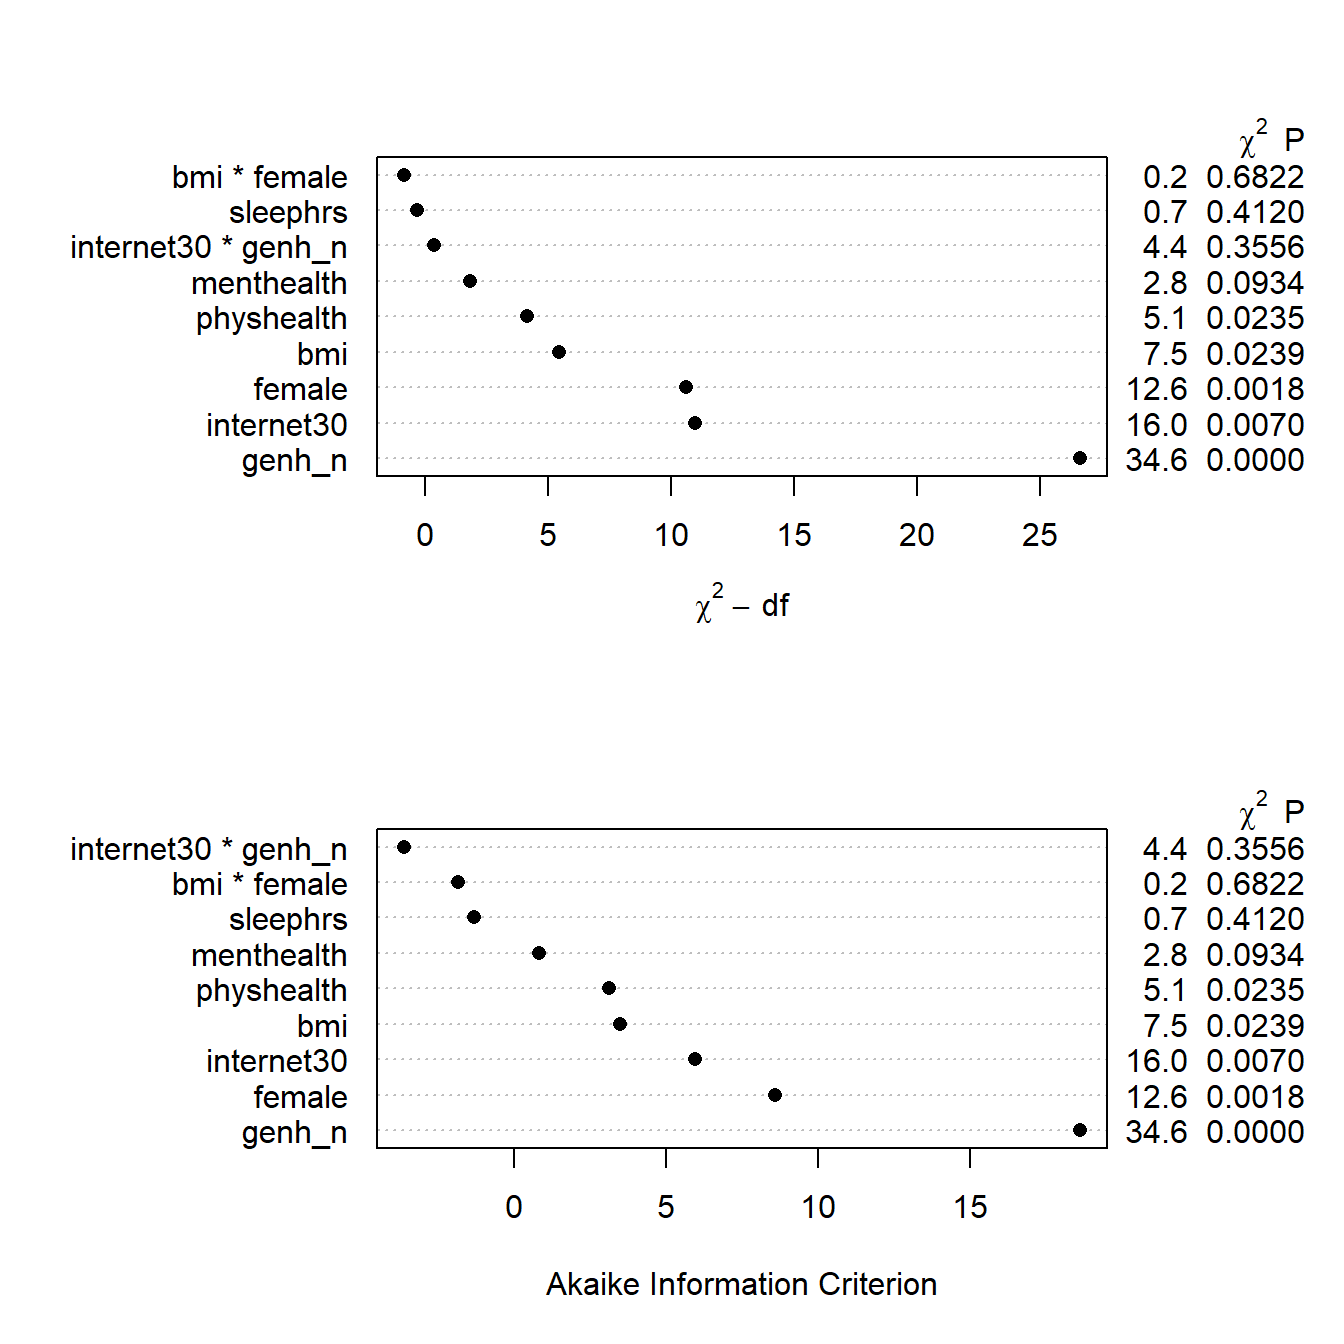 χ² P
bmi * female 0.2 0.6822
sleephrs 0.7 0.4120
internet30 * genh_n 4.4 0.3556
menthealth 2.8 0.0934
physhealth 5.1 0.0235
bmi 7.5 0.0239
female 12.6 0.0018
internet30 16.0 0.0070
genh_n 34.6 0.0000
0 5 10 15 20 25
χ² − df
χ² P
internet30 * genh_n 4.4 0.3556
bmi * female 0.2 0.6822
sleephrs 0.7 0.4120
menthealth 2.8 0.0934
physhealth 5.1 0.0235
bmi 7.5 0.0239
internet30 16.0 0.0070
female 12.6 0.0018
genh_n 34.6 0.0000
0 5 10 15
Akaike Information Criterion